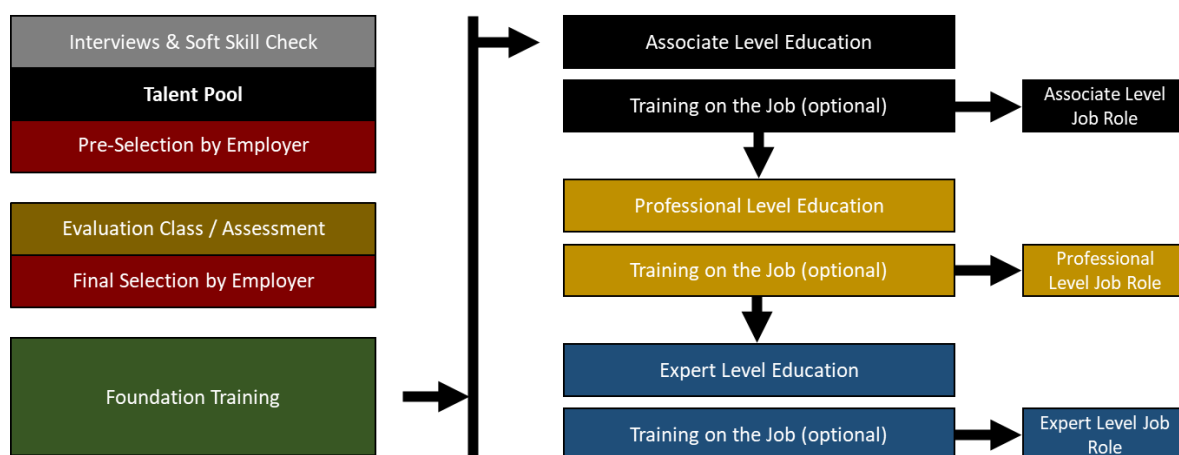 Interviews & Soft Skill Check
Talent Pool
Pre-Selection by Employer
Evaluation Class / Assessment
Final Selection by Employer
Foundation Training
Associate Level Education
Training on the Job (optional)
Associate Level
Job Role
Professional Level Education
Training on the Job (optional)
Professional
Level Job Role
Expert Level Education
Training on the Job (optional)
Expert Level Job
Role